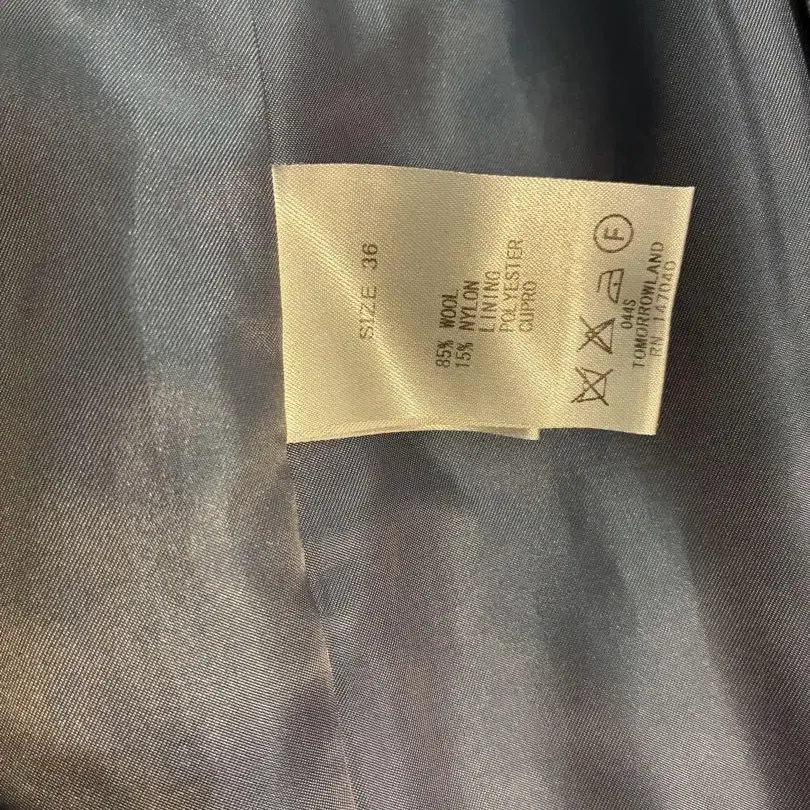 SIZE 36
85% WOOL
15% NYLON
LINING
POLYESTER
CUPRO
F
044S
TOMORROWLAND
RN 147040